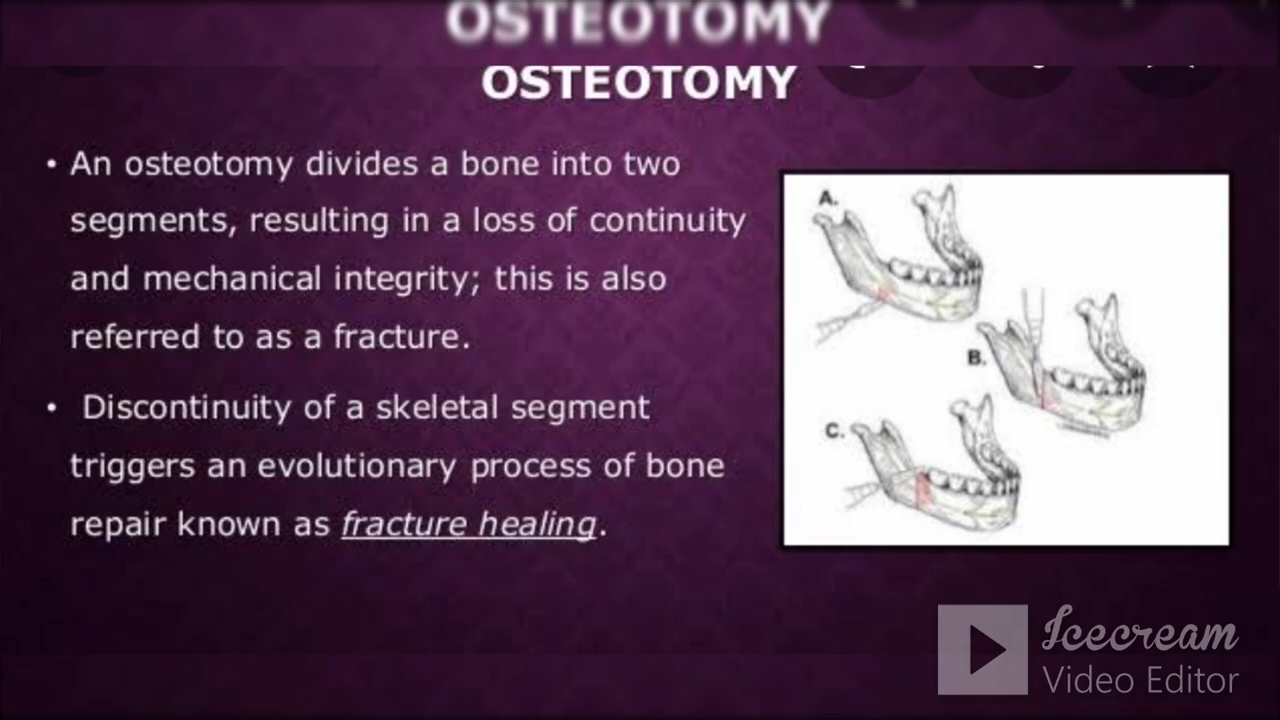 OSTEOTOMY
OSTEOTOMY
• An osteotomy divides a bone into two
segments, resulting in a loss of continuity
and mechanical integrity; this is also
referred to as a fracture.
• Discontinuity of a skeletal segment
triggers an evolutionary process of bone
repair known as fracture healing.
A.
B.
C.
Icecream
Video Editor